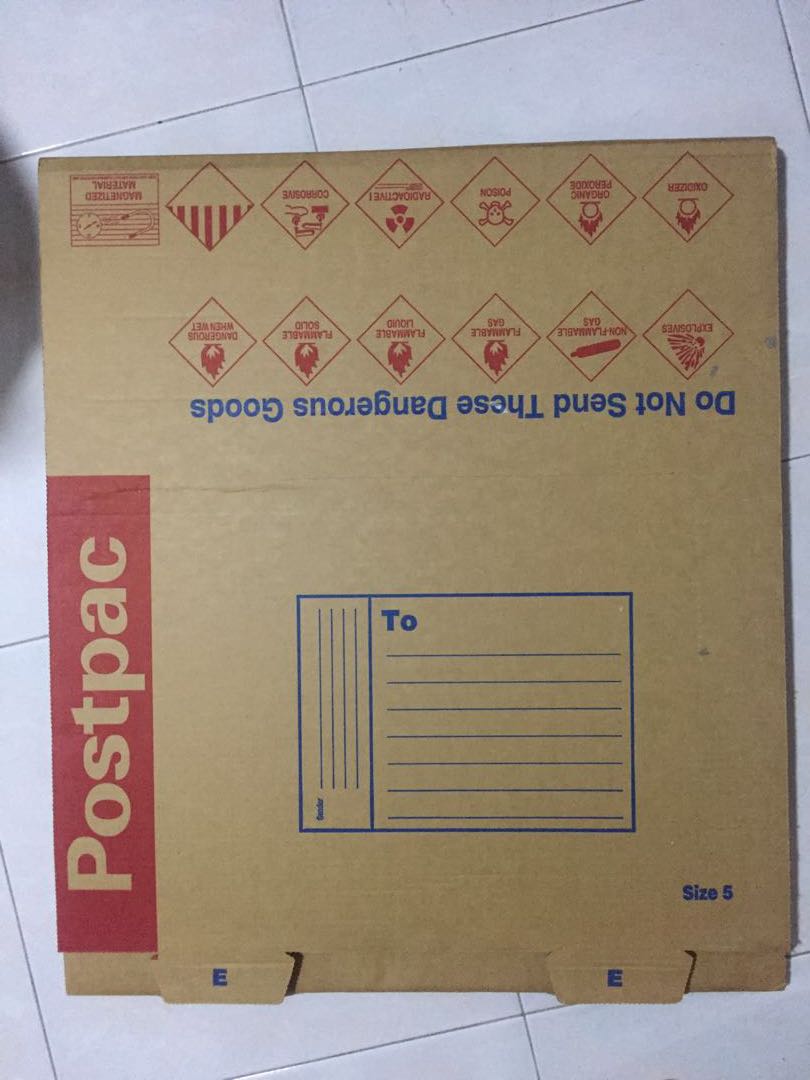 Do Not Send These Dangerous Goods
EXPLOSIVES
NON-FLAMMABLE
GAS
FLAMMABLE
GAS
FLAMMABLE
LIQUID
FLAMMABLE
SOLID
DANGEROUS
WHEN WET
OXIDIZER
ORGANIC
PEROXIDE
POISON
RADIOACTIVE I
CORROSIVE
MAGNETIZED
MATERIAL
Postpac
To
Sender
Size 5
E
E